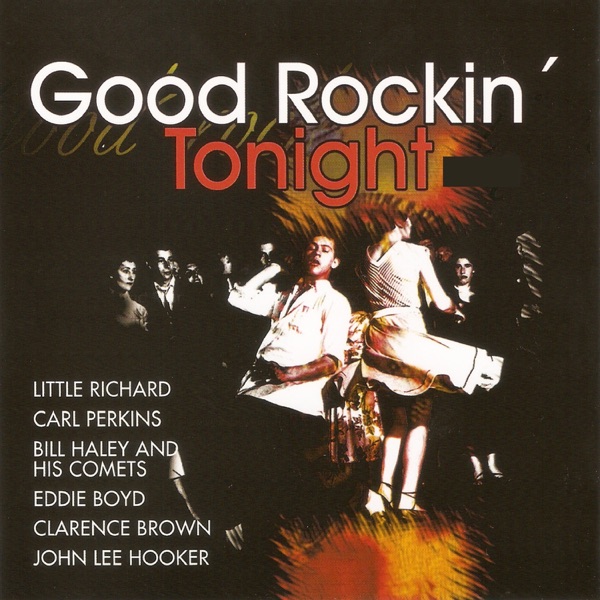 Good Rockin´
Tonight
LITTLE RICHARD
CARL PERKINS
BILL HALEY AND
HIS COMETS
EDDIE BOYD
CLARENCE BROWN
JOHN LEE HOOKER